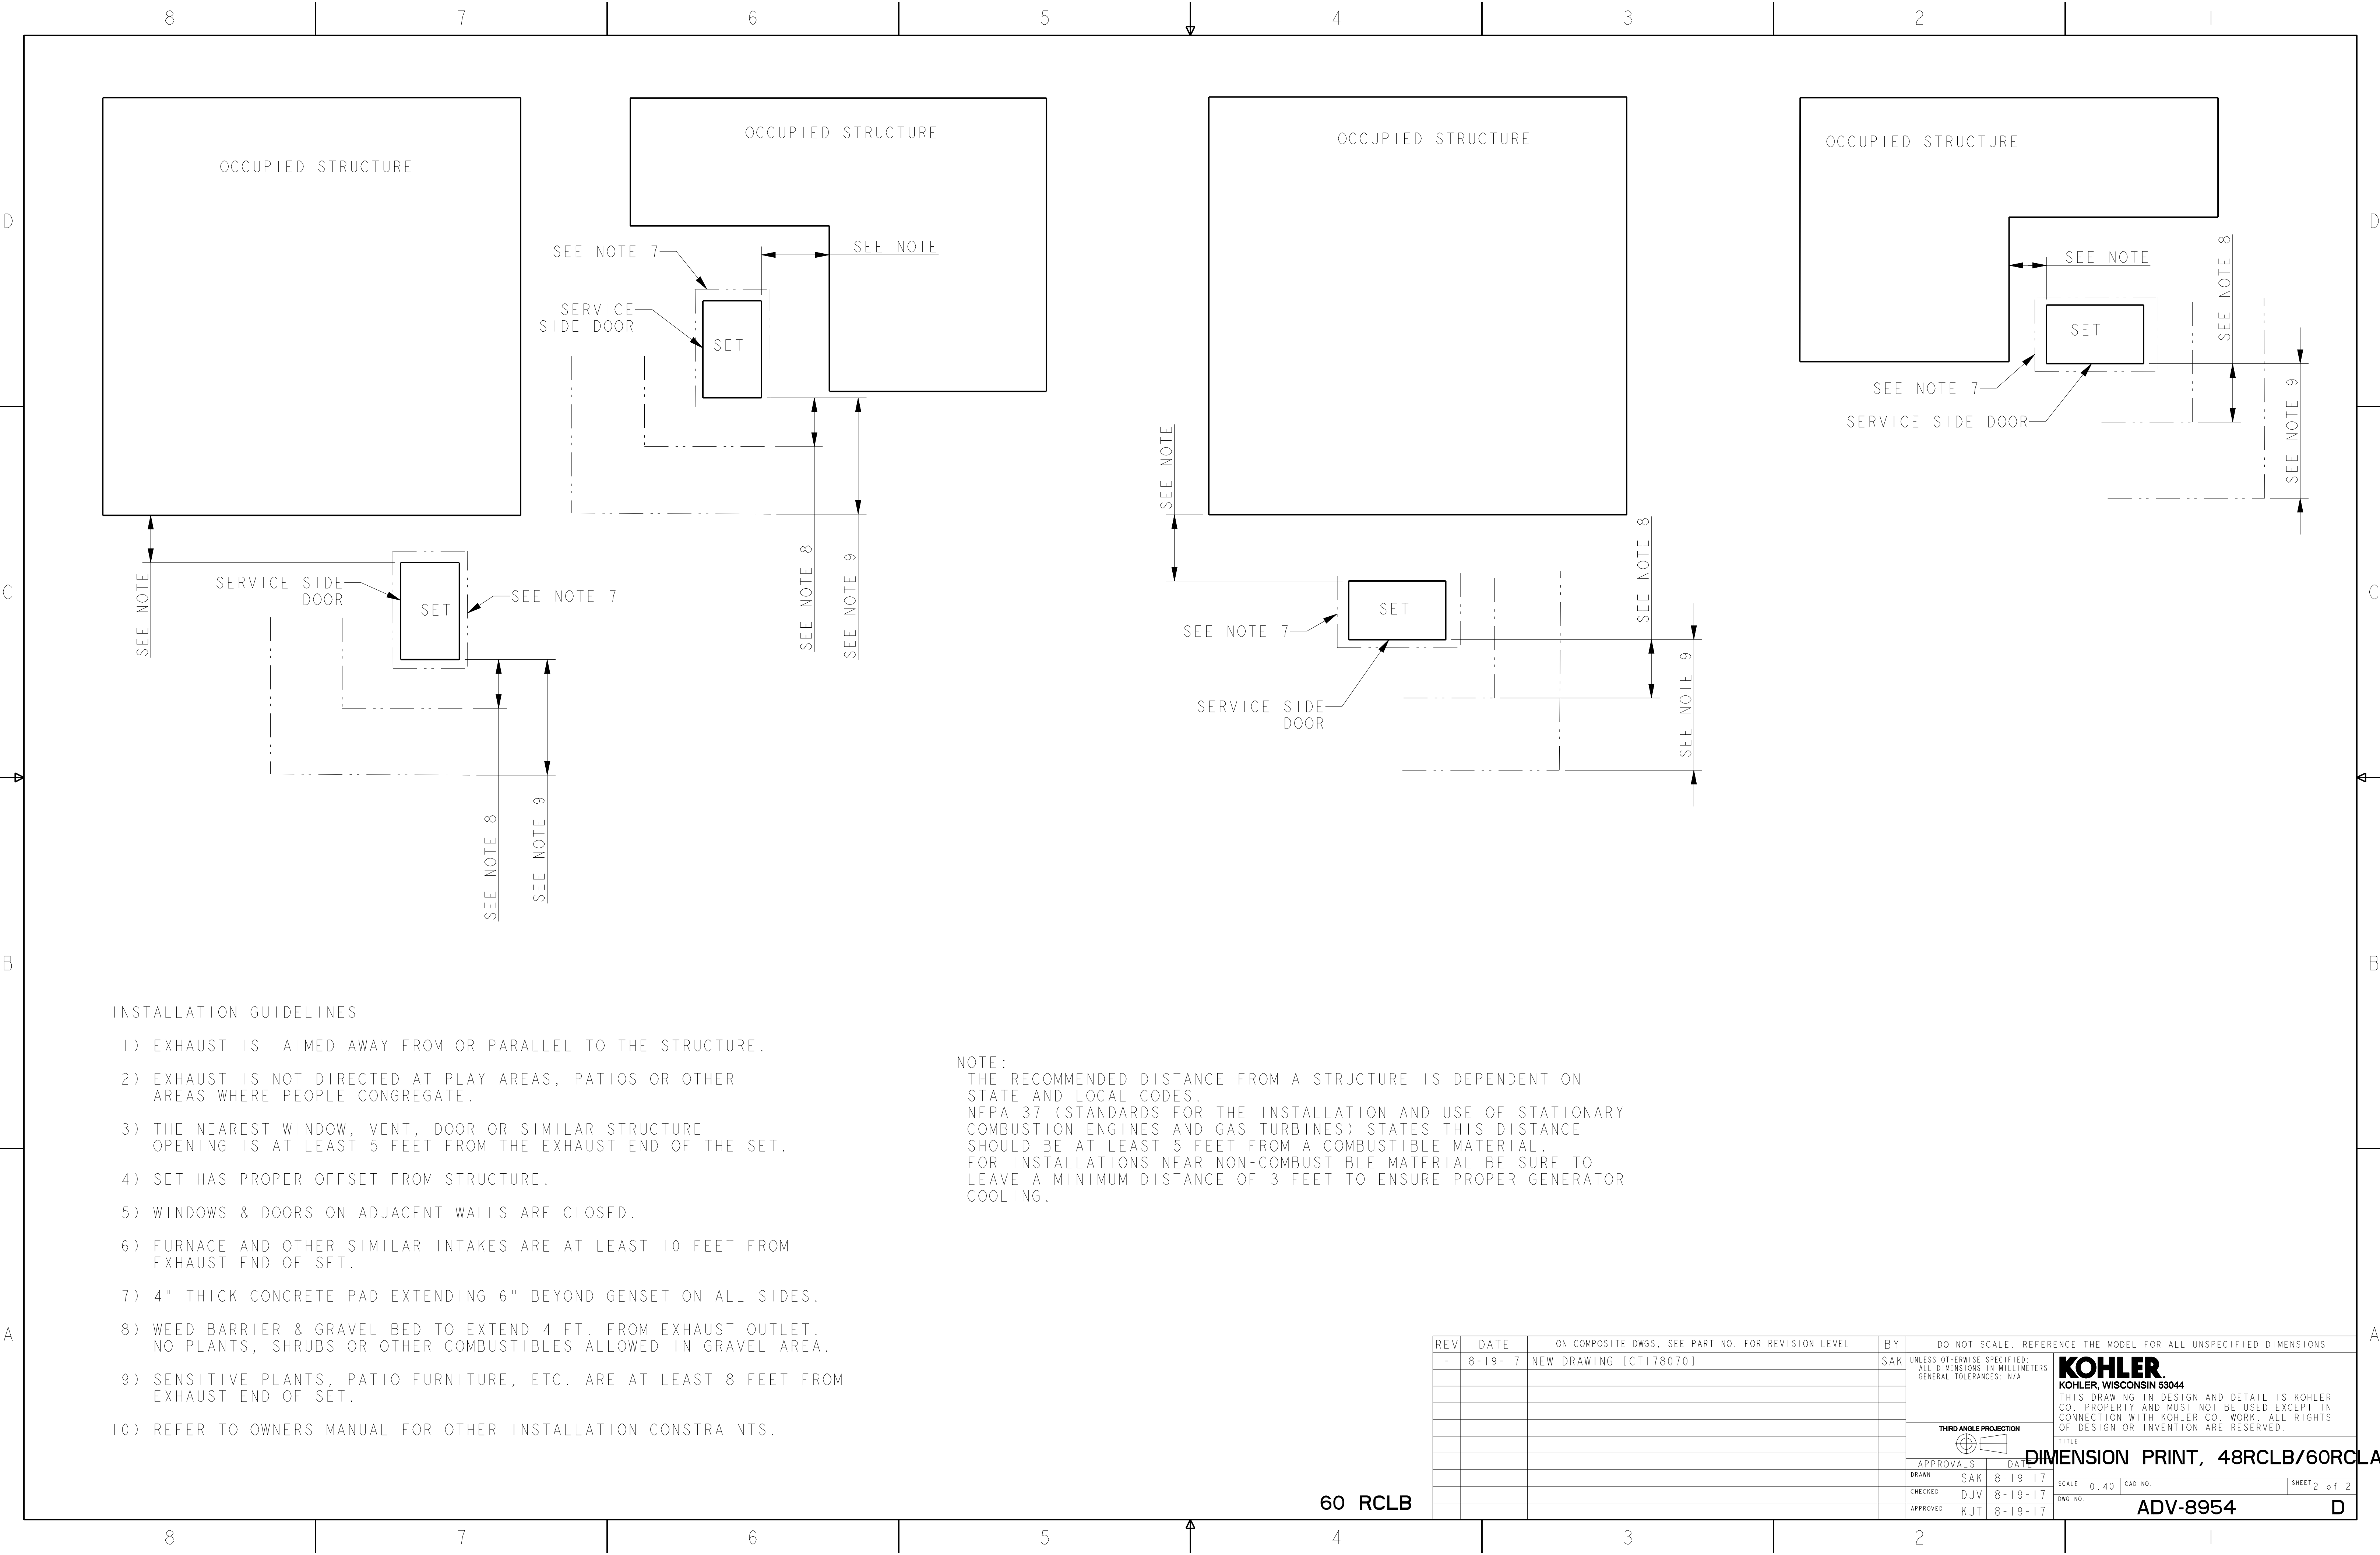 8 7 6 5 4 3 2 1
OCCUPIED STRUCTURE
SEE NOTE
SERVICE SIDE
DOOR
SET
SEE NOTE 7
SEE NOTE 8
SEE NOTE 9
OCCUPIED STRUCTURE
SEE NOTE 7
SEE NOTE
SERVICE
SIDE DOOR
SET
SEE NOTE 8
SEE NOTE 9
OCCUPIED STRUCTURE
SEE NOTE
SET
SEE NOTE 7
SERVICE SIDE
DOOR
SEE NOTE 8
SEE NOTE 9
OCCUPIED STRUCTURE
SEE NOTE
SET
SEE NOTE 7
SERVICE SIDE DOOR
SEE NOTE 8
SEE NOTE 9
D D
C C
B B
A A
INSTALLATION GUIDELINES
1) EXHAUST IS AIMED AWAY FROM OR PARALLEL TO THE STRUCTURE.
2) EXHAUST IS NOT DIRECTED AT PLAY AREAS, PATIOS OR OTHER
AREAS WHERE PEOPLE CONGREGATE.
3) THE NEAREST WINDOW, VENT, DOOR OR SIMILAR STRUCTURE
OPENING IS AT LEAST 5 FEET FROM THE EXHAUST END OF THE SET.
4) SET HAS PROPER OFFSET FROM STRUCTURE.
5) WINDOWS & DOORS ON ADJACENT WALLS ARE CLOSED.
6) FURNACE AND OTHER SIMILAR INTAKES ARE AT LEAST 10 FEET FROM
EXHAUST END OF SET.
7) 4" THICK CONCRETE PAD EXTENDING 6" BEYOND GENSET ON ALL SIDES.
8) WEED BARRIER & GRAVEL BED TO EXTEND 4 FT. FROM EXHAUST OUTLET.
NO PLANTS, SHRUBS OR OTHER COMBUSTIBLES ALLOWED IN GRAVEL AREA.
9) SENSITIVE PLANTS, PATIO FURNITURE, ETC. ARE AT LEAST 8 FEET FROM
EXHAUST END OF SET.
10) REFER TO OWNERS MANUAL FOR OTHER INSTALLATION CONSTRAINTS.
NOTE:
THE RECOMMENDED DISTANCE FROM A STRUCTURE IS DEPENDENT ON
STATE AND LOCAL CODES.
NFPA 37 (STANDARDS FOR THE INSTALLATION AND USE OF STATIONARY
COMBUSTION ENGINES AND GAS TURBINES) STATES THIS DISTANCE
SHOULD BE AT LEAST 5 FEET FROM A COMBUSTIBLE MATERIAL.
FOR INSTALLATIONS NEAR NON-COMBUSTIBLE MATERIAL BE SURE TO
LEAVE A MINIMUM DISTANCE OF 3 FEET TO ENSURE PROPER GENERATOR
COOLING.
60 RCLB
REV DATE ON COMPOSITE DWGS, SEE PART NO. FOR REVISION LEVEL BY
- 8-19-17 NEW DRAWING [CT178070] SAK
DO NOT SCALE. REFERENCE THE MODEL FOR ALL UNSPECIFIED DIMENSIONS
UNLESS OTHERWISE SPECIFIED:
ALL DIMENSIONS IN MILLIMETERS
GENERAL TOLERANCES: N/A
KOHLER.
KOHLER, WISCONSIN 53044
THIS DRAWING IN DESIGN AND DETAIL IS KOHLER
CO. PROPERTY AND MUST NOT BE USED EXCEPT IN
CONNECTION WITH KOHLER CO. WORK. ALL RIGHTS
OF DESIGN OR INVENTION ARE RESERVED.
THIRD ANGLE PROJECTION
TITLE
DIMENSION PRINT, 48RCLB/60RCLA
APPROVALS DATE
DRAWN SAK 8-19-17
CHECKED DJV 8-19-17
APPROVED KJT 8-19-17
SCALE 0.40 CAD NO. SHEET 2 of 2
DWG NO. ADV-8954 D
8 7 6 5 4 3 2 1